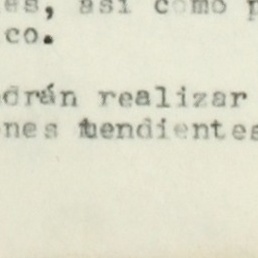 es, así como p
co.
drán realizar
nes tendientes